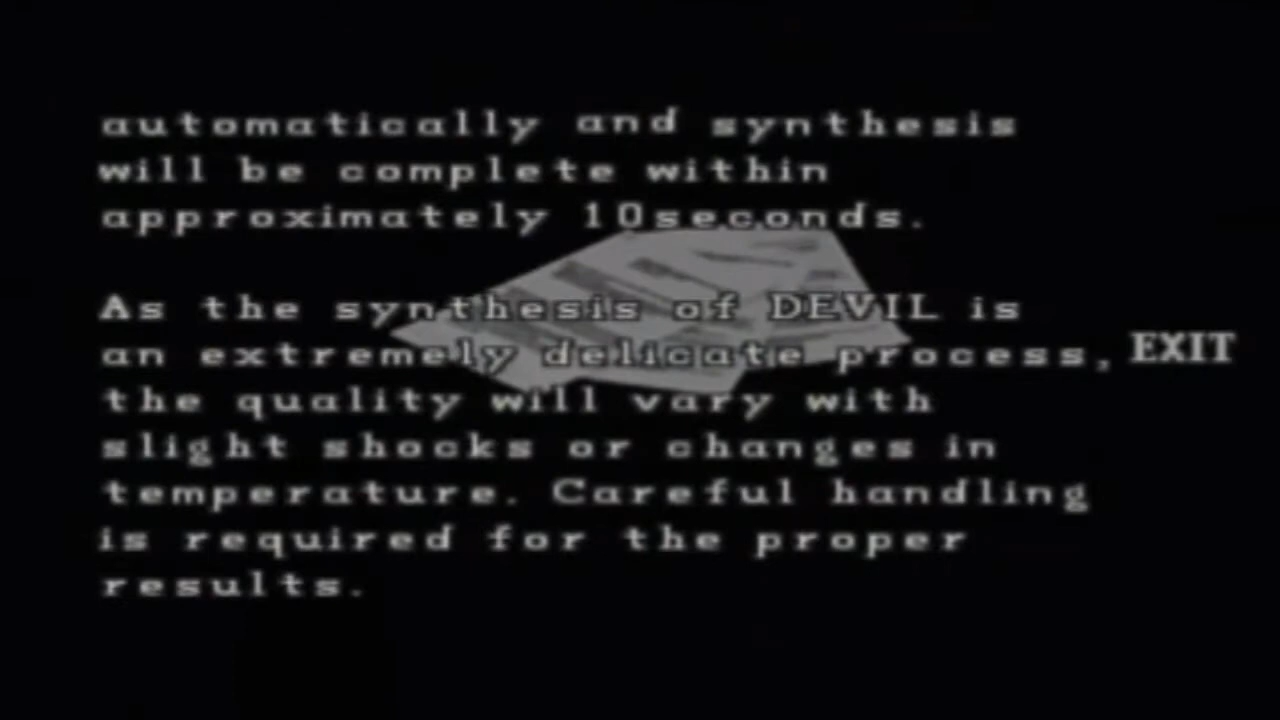 automatically and synthesis
will be complete within
approximately 10seconds.
As the synthesis of DEVIL is
an extremely delicate process,
EXIT
the quality will vary with
slight shocks or changes in
temperature. Careful handling
is required for the proper
results.